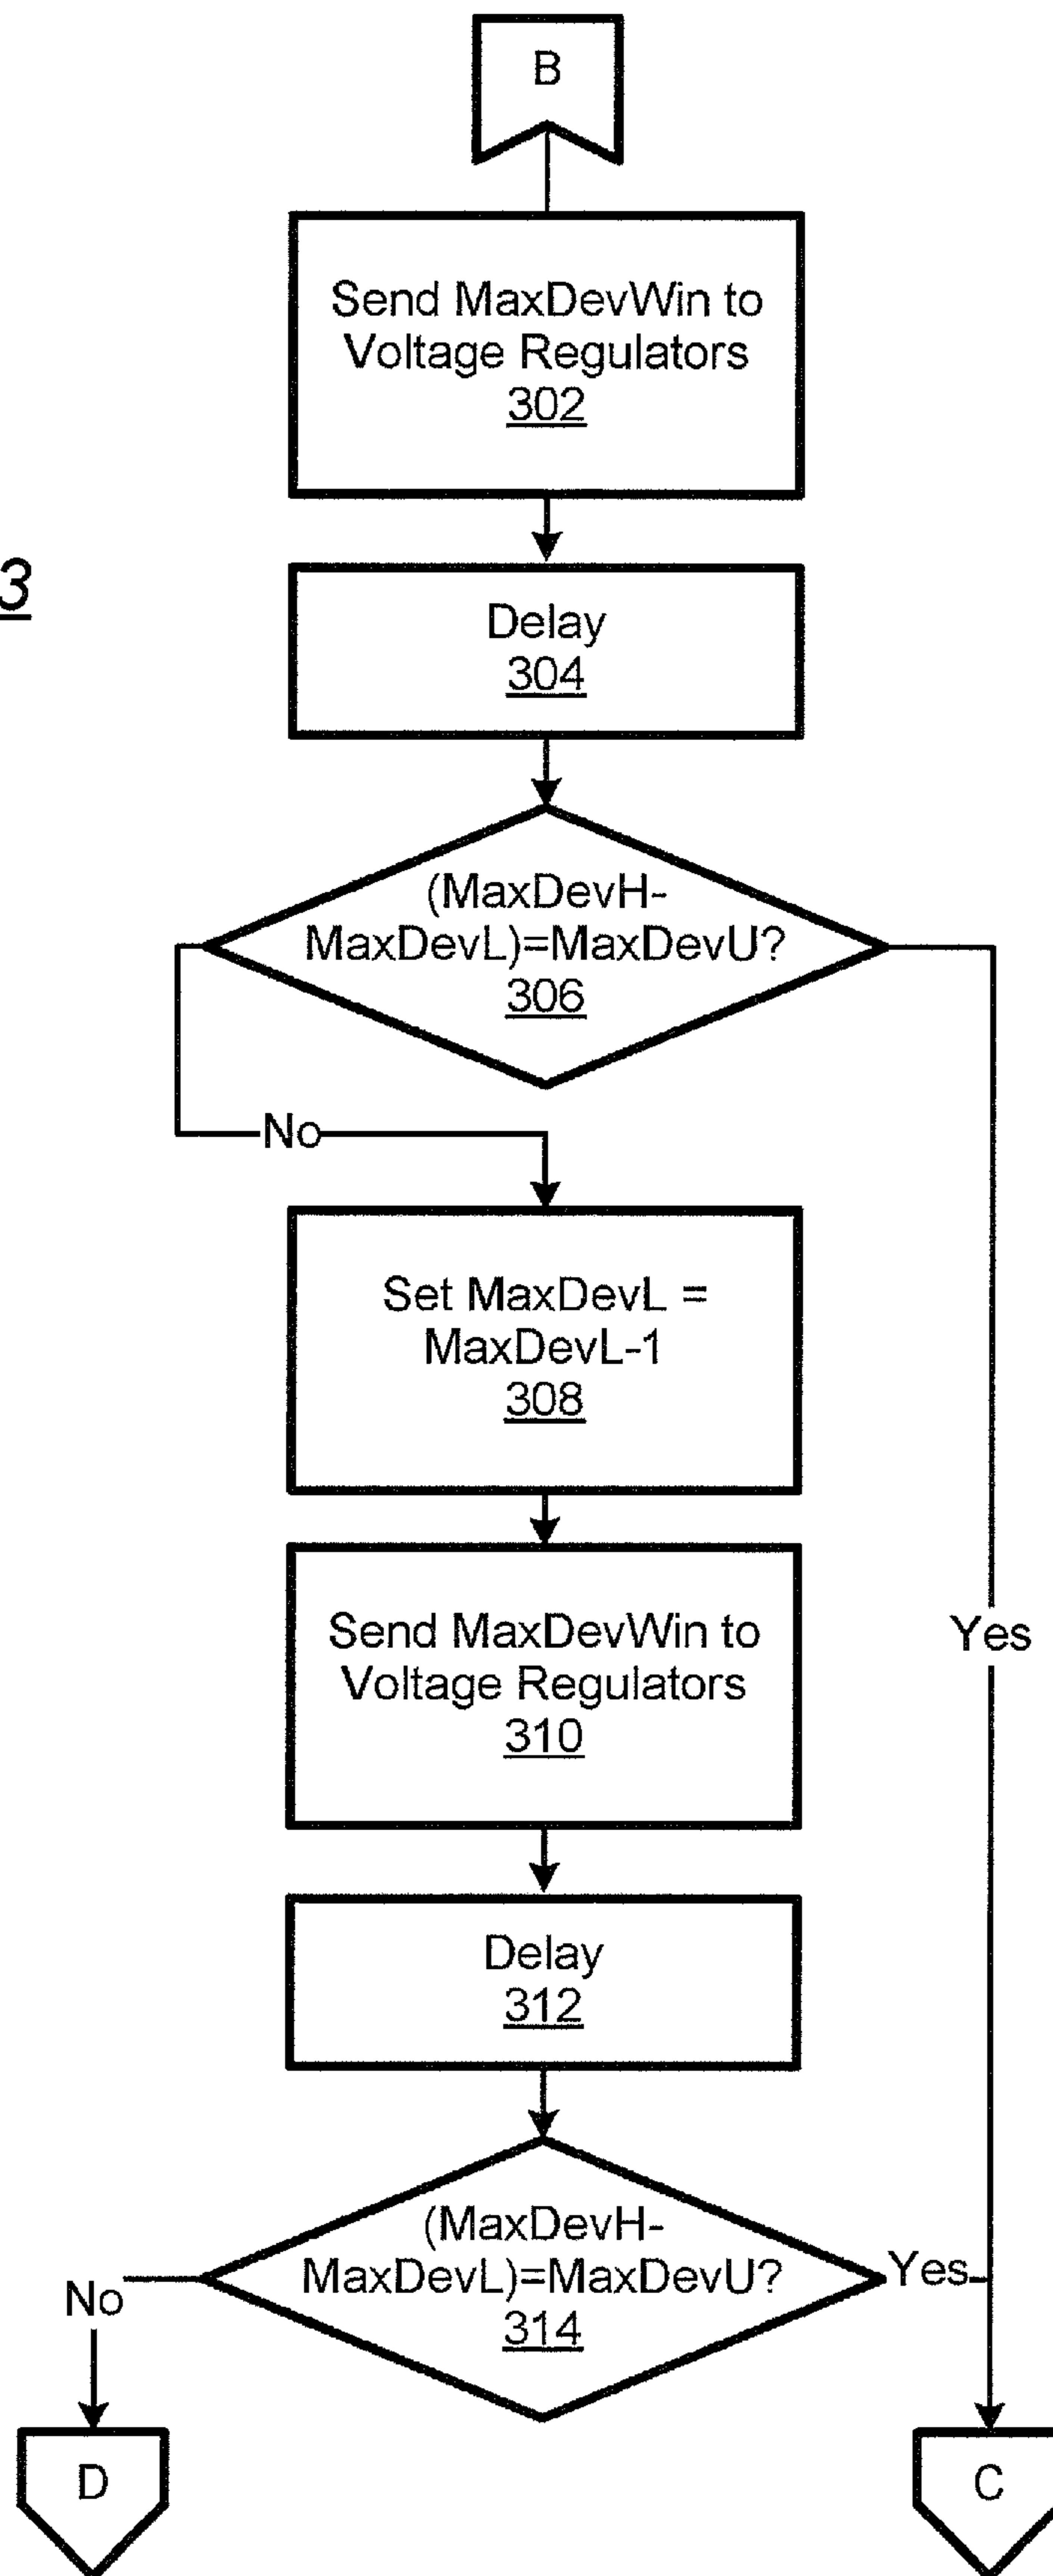 B
Send MaxDevWin to
Voltage Regulators
302
3
Delay
304
(MaxDevH-
MaxDevL)=MaxDevU?
306
No
Set MaxDevL =
MaxDevL-1
308
Send MaxDevWin to
Voltage Regulators
310
Yes
Delay
312
(MaxDevH-
MaxDevL)=MaxDevU?
314
Yes
No
D
C